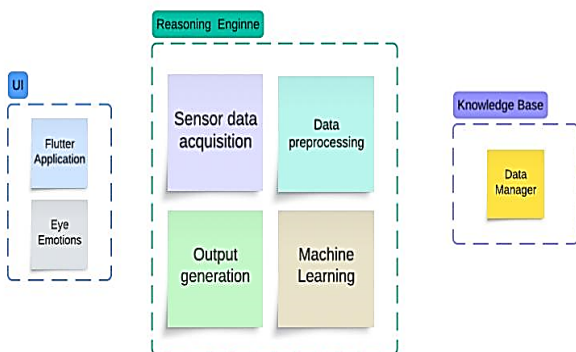 UI
Flutter
Application
Eye
Emotions
Reasoning Enginne
Sensor data
acquisition
Data
preprocessing
Output
generation
Machine
Learning
Knowledge Base
Data
Manager